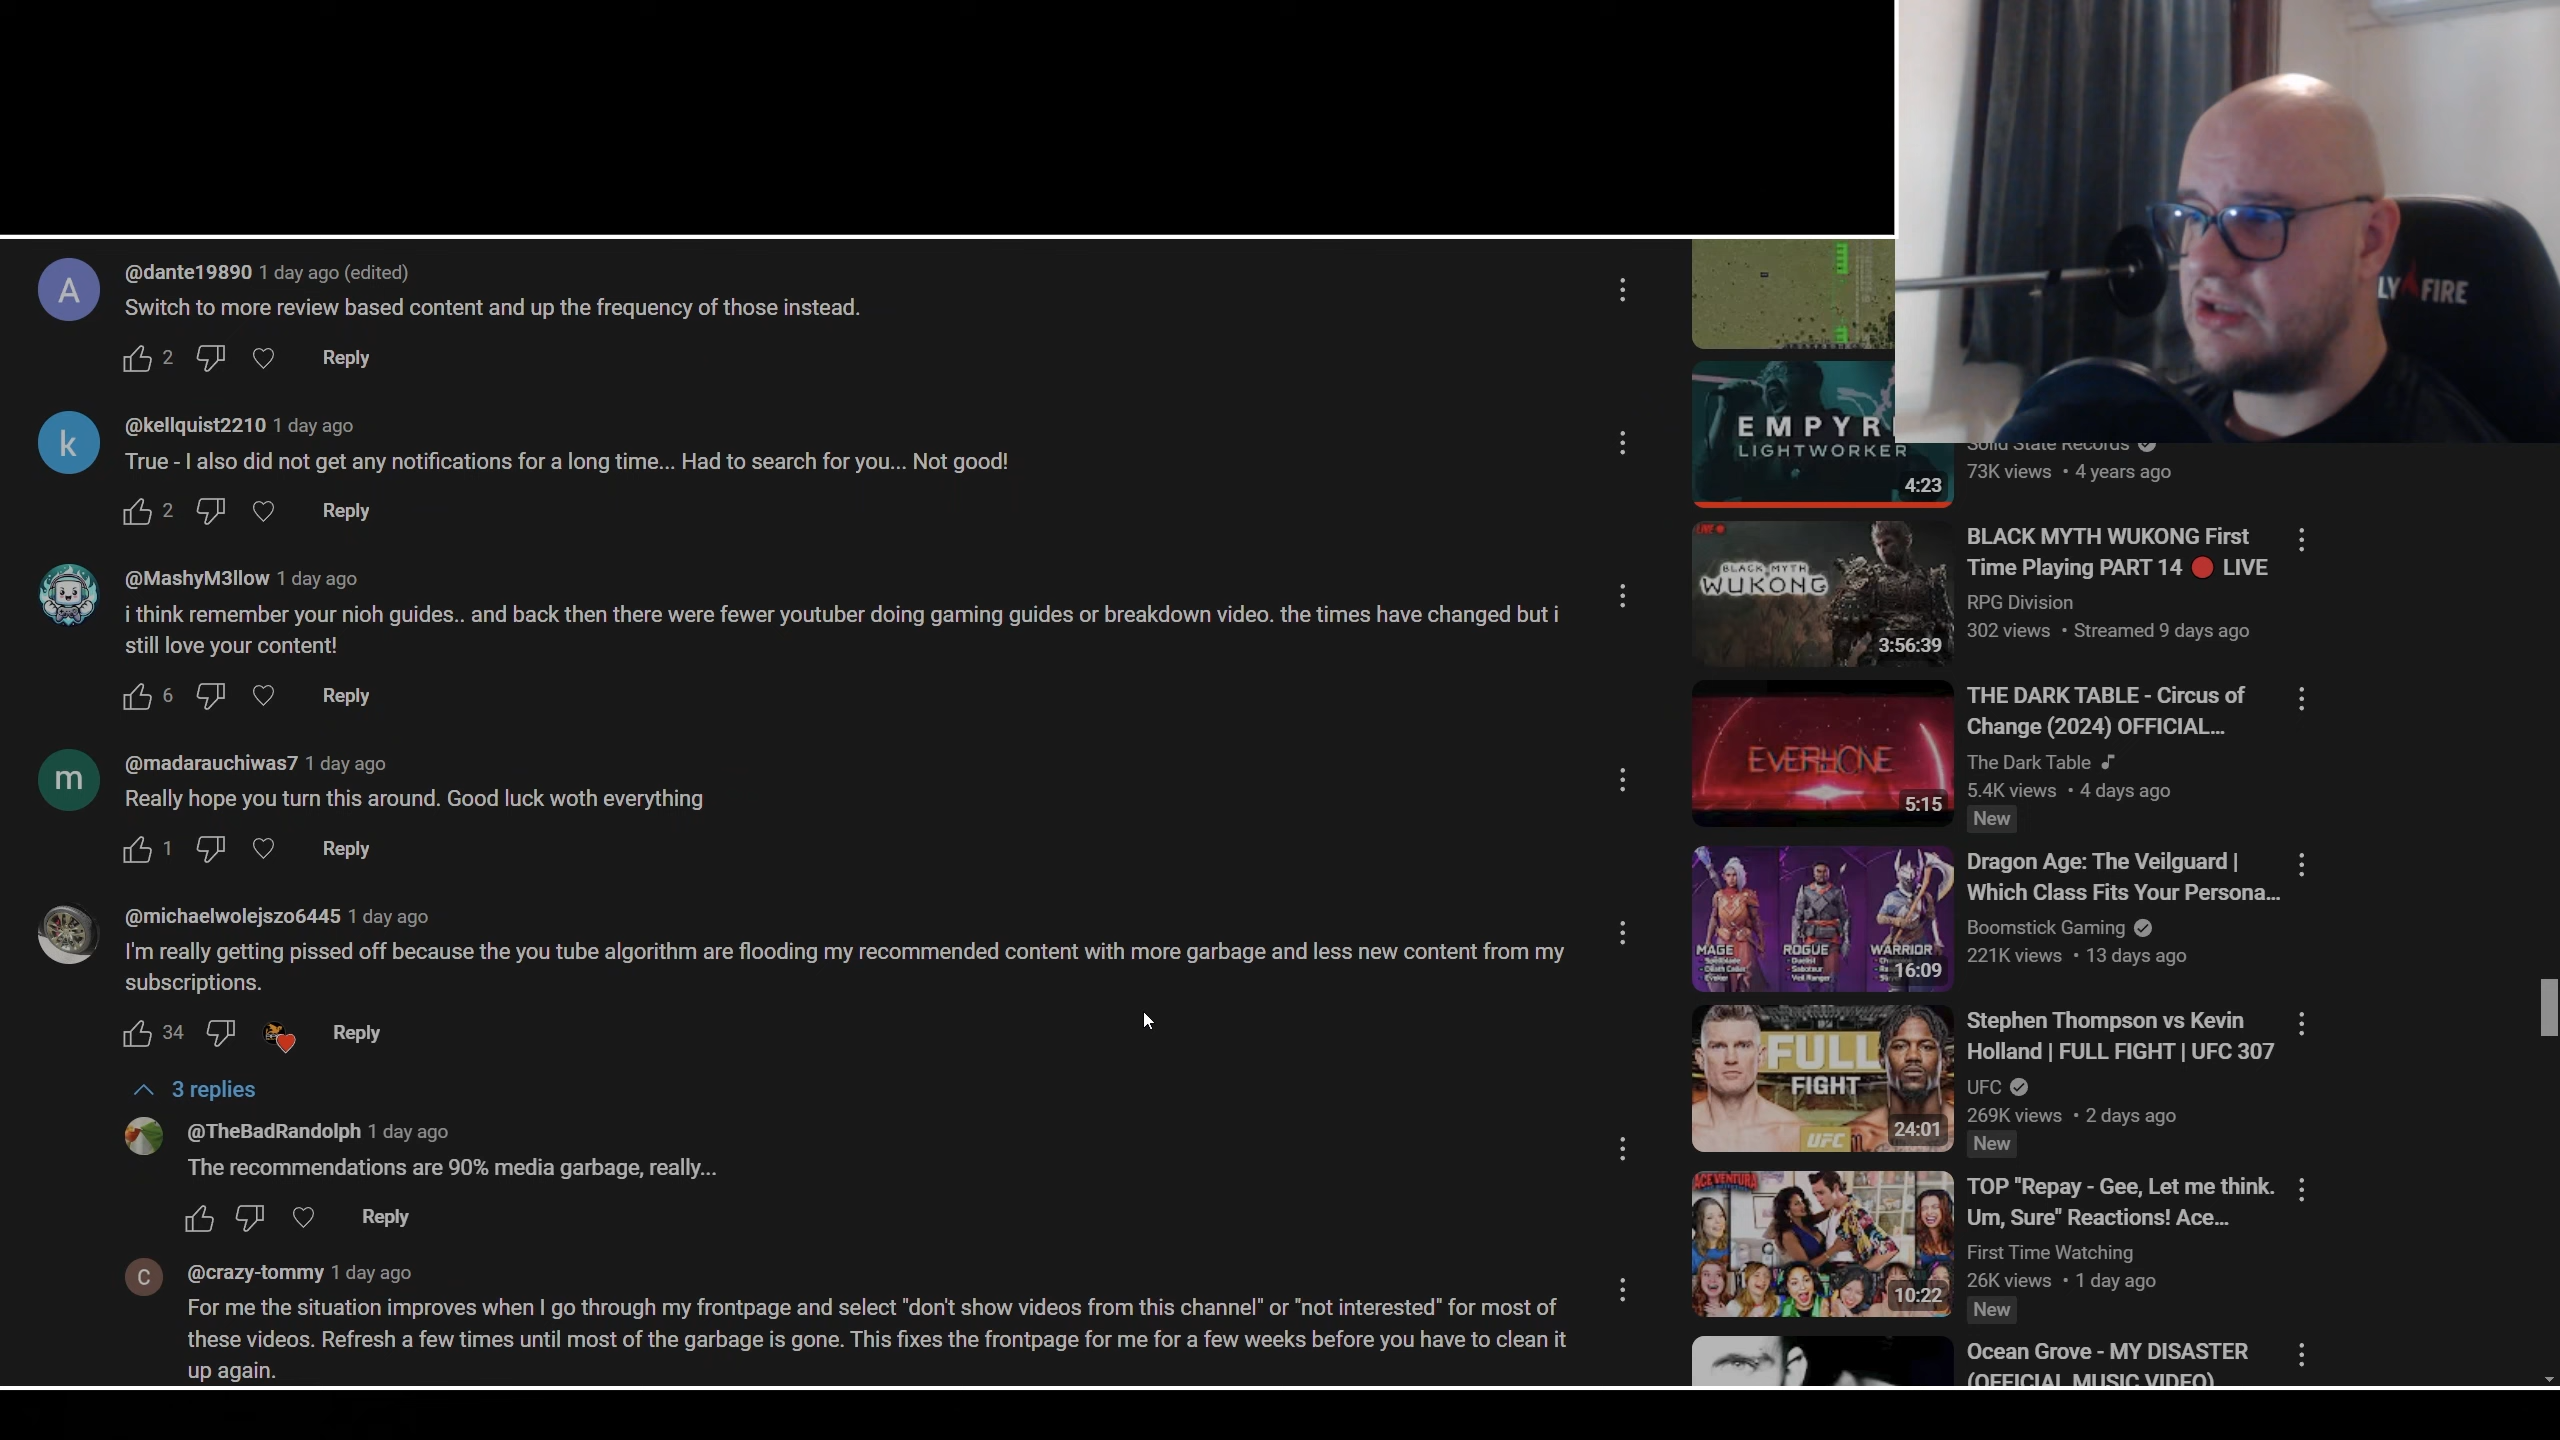 @dante19890 1 day ago (edited)
Switch to more review based content and up the frequency of those instead.
2 Reply
@kellquist2210 1 day ago
True - I also did not get any notifications for a long time... Had to search for you... Not good!
2 Reply
@MashyM3llow 1 day ago
i think remember your nioh guides.. and back then there were fewer youtuber doing gaming guides or breakdown video. the times have changed but i
still love your content!
6 Reply
@madarauchiwas7 1 day ago
Really hope you turn this around. Good luck woth everything
1 Reply
@michaelwolejszo6445 1 day ago
I'm really getting pissed off because the you tube algorithm are flooding my recommended content with more garbage and less new content from my
subscriptions.
34 Reply
3 replies
@TheBadRandolph 1 day ago
The recommendations are 90% media garbage, really...
Reply
@crazy-tommy 1 day ago
For me the situation improves when I go through my frontpage and select "don't show videos from this channel" or "not interested" for most of
these videos. Refresh a few times until most of the garbage is gone. This fixes the frontpage for me for a few weeks before you have to clean it
up again.
A
k
m
C
LY FIRE
EMPYR
LIGHTWORKER
4:23
Solid State Records
73K views • 4 years ago
LIVE
BLACK MYTH
WUKONG
3:56:39
BLACK MYTH WUKONG First
Time Playing PART 14 🔴 LIVE
RPG Division
302 views • Streamed 9 days ago
5:15
THE DARK TABLE - Circus of
Change (2024) OFFICIAL...
The Dark Table
5.4K views • 4 days ago
New
MAGE
ROGUE
WARRIOR
16:09
Dragon Age: The Veilguard |
Which Class Fits Your Persona...
Boomstick Gaming
221K views • 13 days ago
FULL
FIGHT
UFC
24:01
Stephen Thompson vs Kevin
Holland | FULL FIGHT | UFC 307
UFC
269K views • 2 days ago
New
ACE VENTURA
10:22
TOP "Repay - Gee, Let me think.
Um, Sure" Reactions! Ace...
First Time Watching
26K views • 1 day ago
New
Ocean Grove - MY DISASTER
(OFFICIAL MUSIC VIDEO)